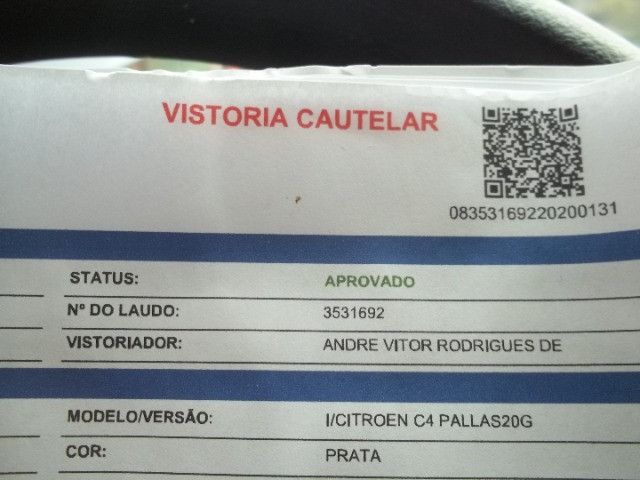 VISTORIA CAUTELAR
08353169220200131
STATUS: APROVADO
Nº DO LAUDO: 3531692
VISTORIADOR: ANDRE VITOR RODRIGUES DE
MODELO/VERSÃO: I/CITROEN C4 PALLAS20G
COR: PRATA